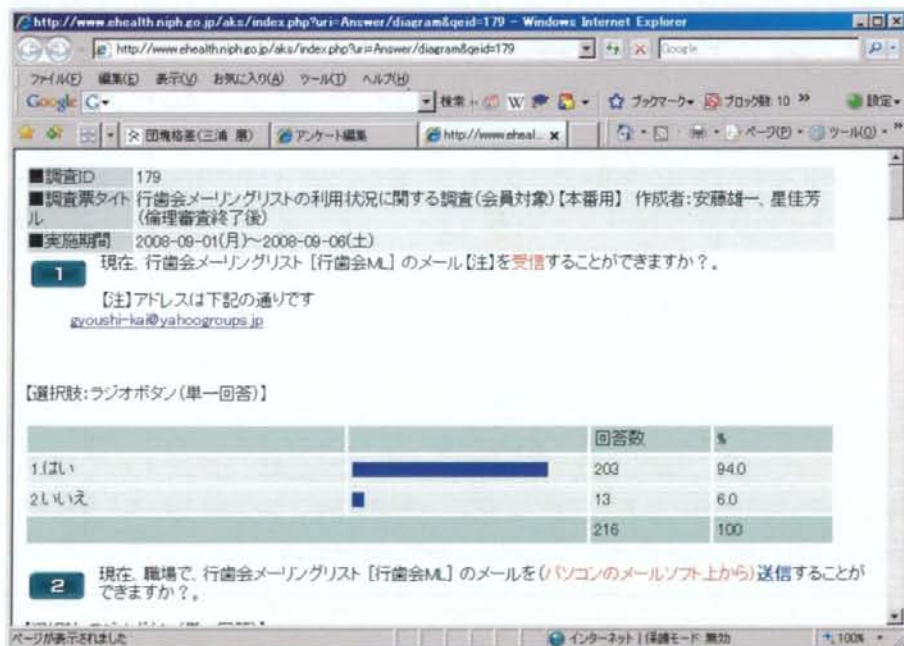 http://www.ehealth.niph.go.jp/aks/index.php?uri=Answer/diagram&qeid=179 - Windows Internet Explorer
http://www.ehealth.niph.go.jp/aks/index.php?uri=Answer/diagram&qeid=179
Google
ファイル(F) 編集(E) 表示(V) お気に入り(A) ツール(T) ヘルプ(H)
Google G 検索 W ブックマーク ブロック数: 10 » 設定
団塊格差(三浦 展) アンケート編集 http://www.eheal... x ページ(P) ツール(O) »
■調査ID 179
■調査票タイトル 行歯会メーリングリストの利用状況に関する調査(会員対象)【本番用】 作成者:安藤雄一、星佳芳
(倫理審査終了後)
■実施期間 2008-09-01(月)~2008-09-06(土)
1 現在、行歯会メーリングリスト [行歯会ML] のメール【注】を受信することができますか?。
【注】アドレスは下記の通りです
gyoushi-kai@yahoogroups.jp
【選択肢:ラジオボタン(単一回答)】
回答数 %
1.はい 203 94.0
2.いいえ 13 6.0
216 100
2 現在、職場で、行歯会メーリングリスト [行歯会ML] のメールを(パソコンのメールソフト上から)送信することが
できますか?。
ページが表示されました インターネット | 保護モード: 無効 100%